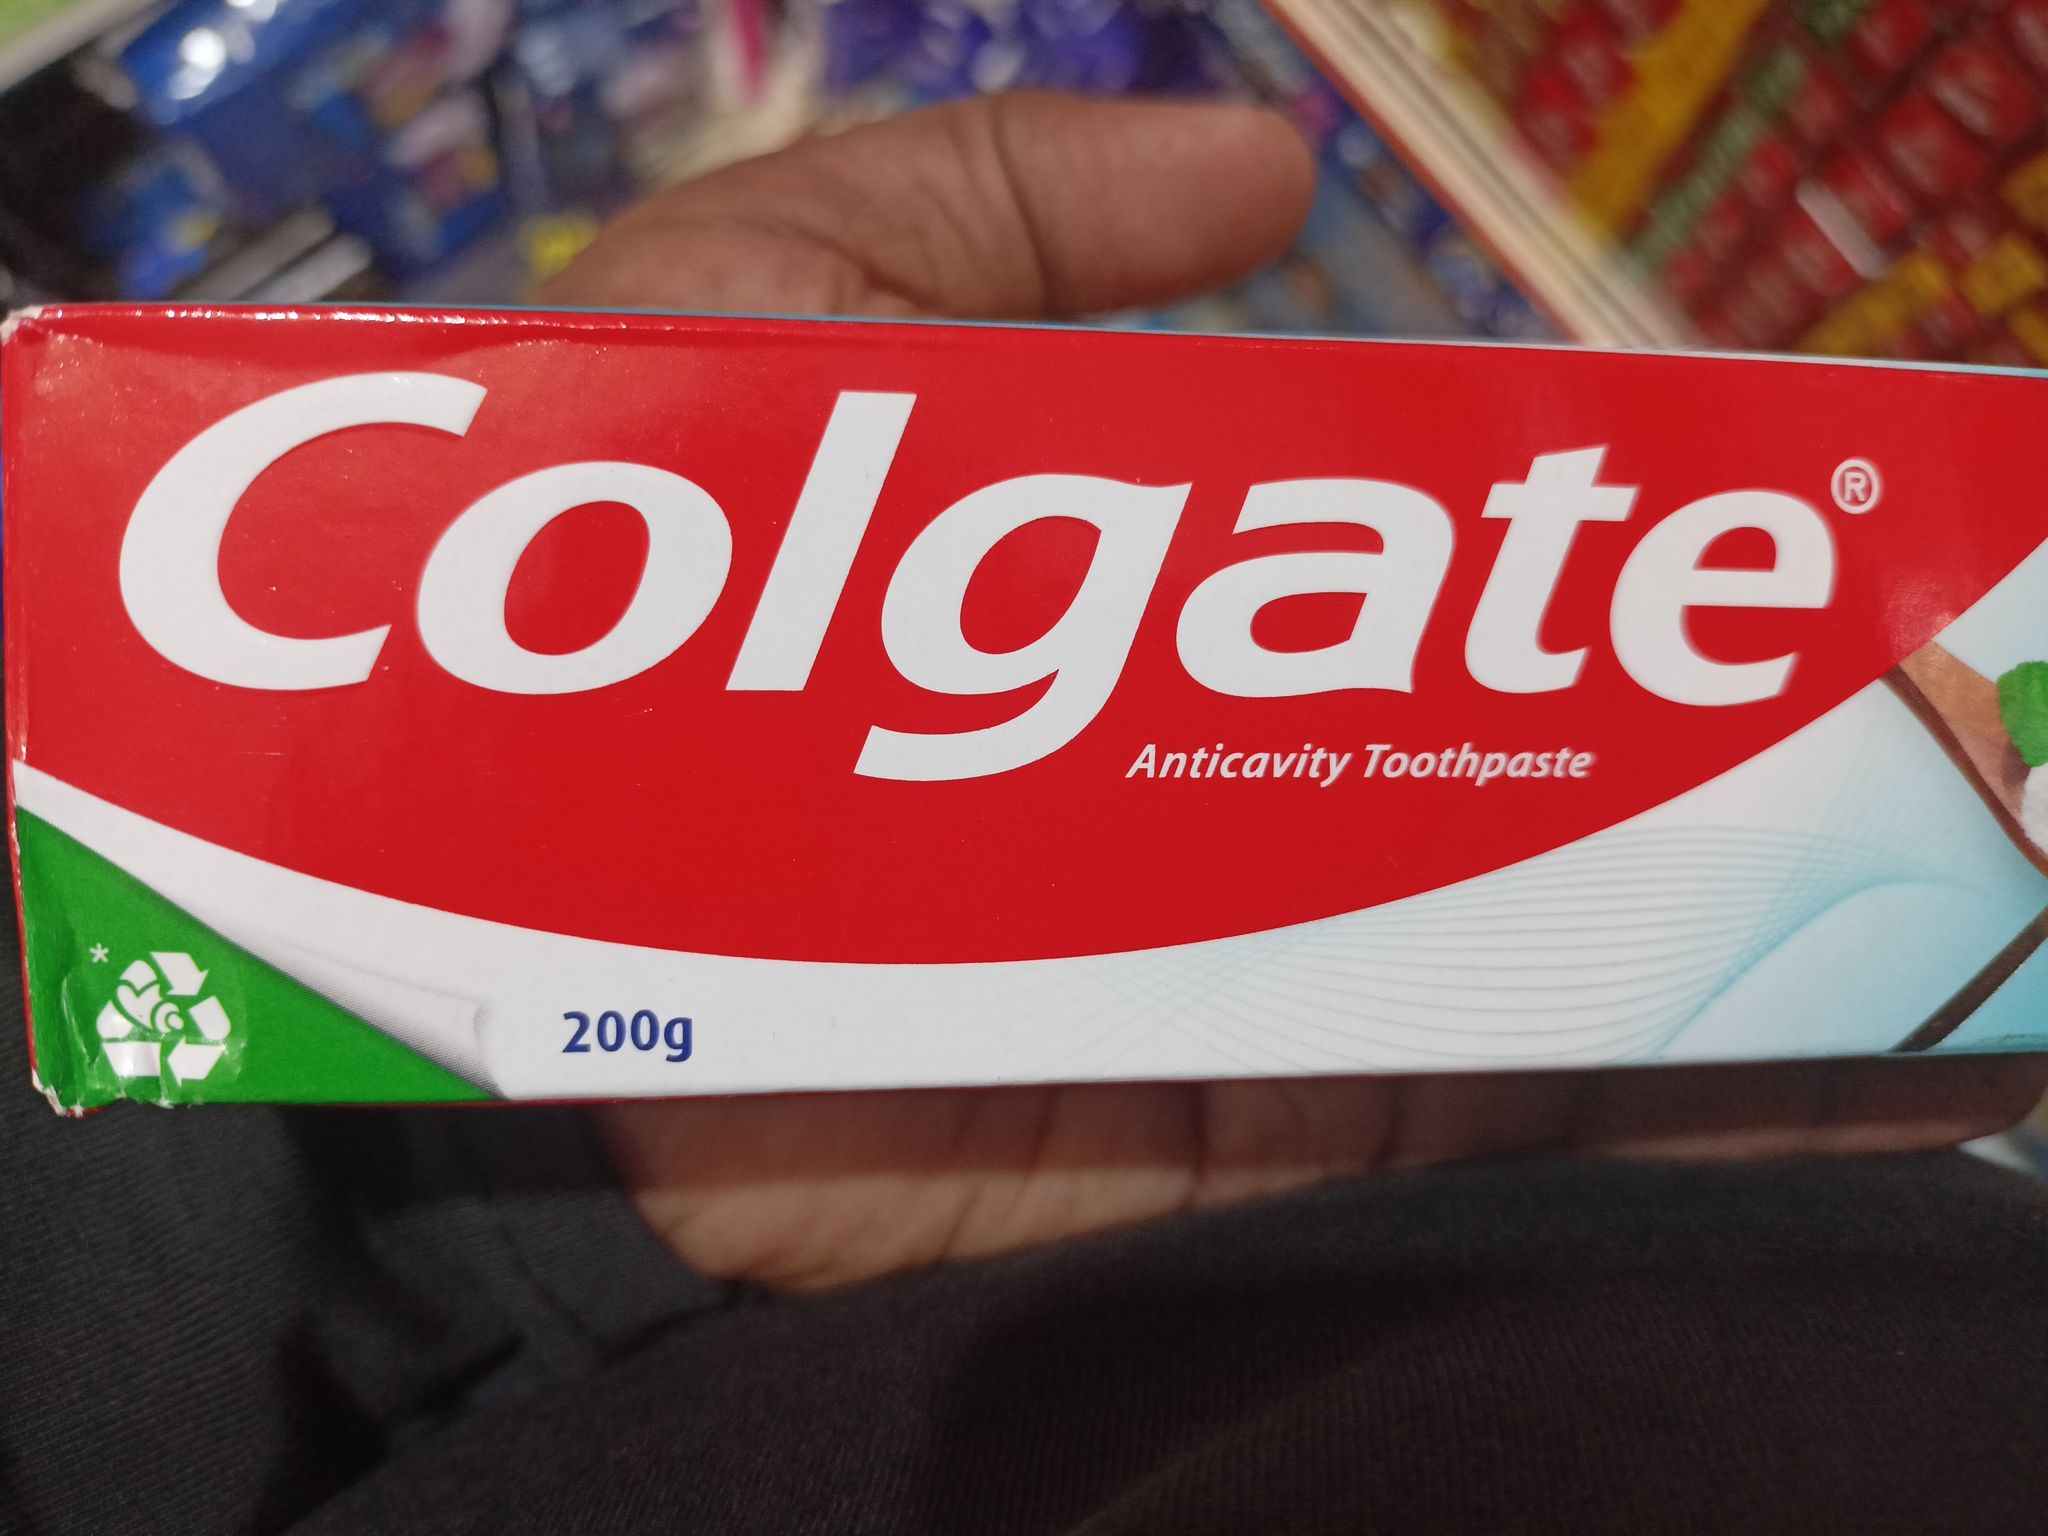 Colgate®
Anticavity Toothpaste
*
200g